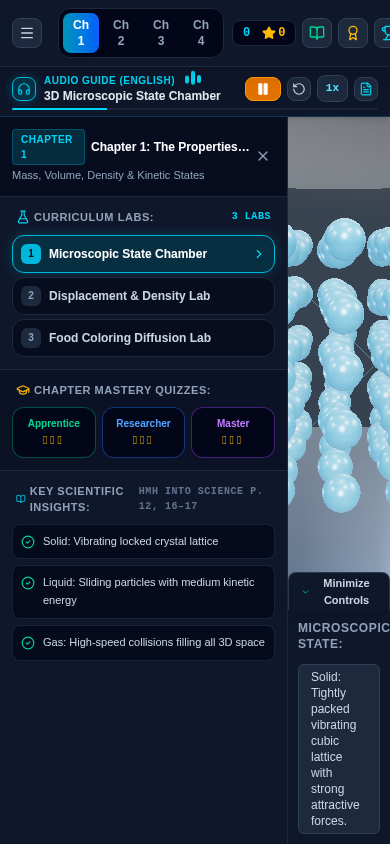 Ch 1
Ch 2
Ch 3
Ch 4
0
0
AUDIO GUIDE (ENGLISH)
3D Microscopic State Chamber
1x
CHAPTER 1
Chapter 1: The Properties…
Mass, Volume, Density & Kinetic States
CURRICULUM LABS:
3 LABS
1 Microscopic State Chamber
2 Displacement & Density Lab
3 Food Coloring Diffusion Lab
CHAPTER MASTERY QUIZZES:
Apprentice
Researcher
Master
KEY SCIENTIFIC
INSIGHTS:
HMH INTO SCIENCE P.
12, 16–17
Solid: Vibrating locked crystal lattice
Liquid: Sliding particles with medium kinetic
energy
Gas: High-speed collisions filling all 3D space
Minimize
Controls
MICROSCOPIC
STATE:
Solid:
Tightly
packed
vibrating
cubic
lattice
with
strong
attractive
forces.